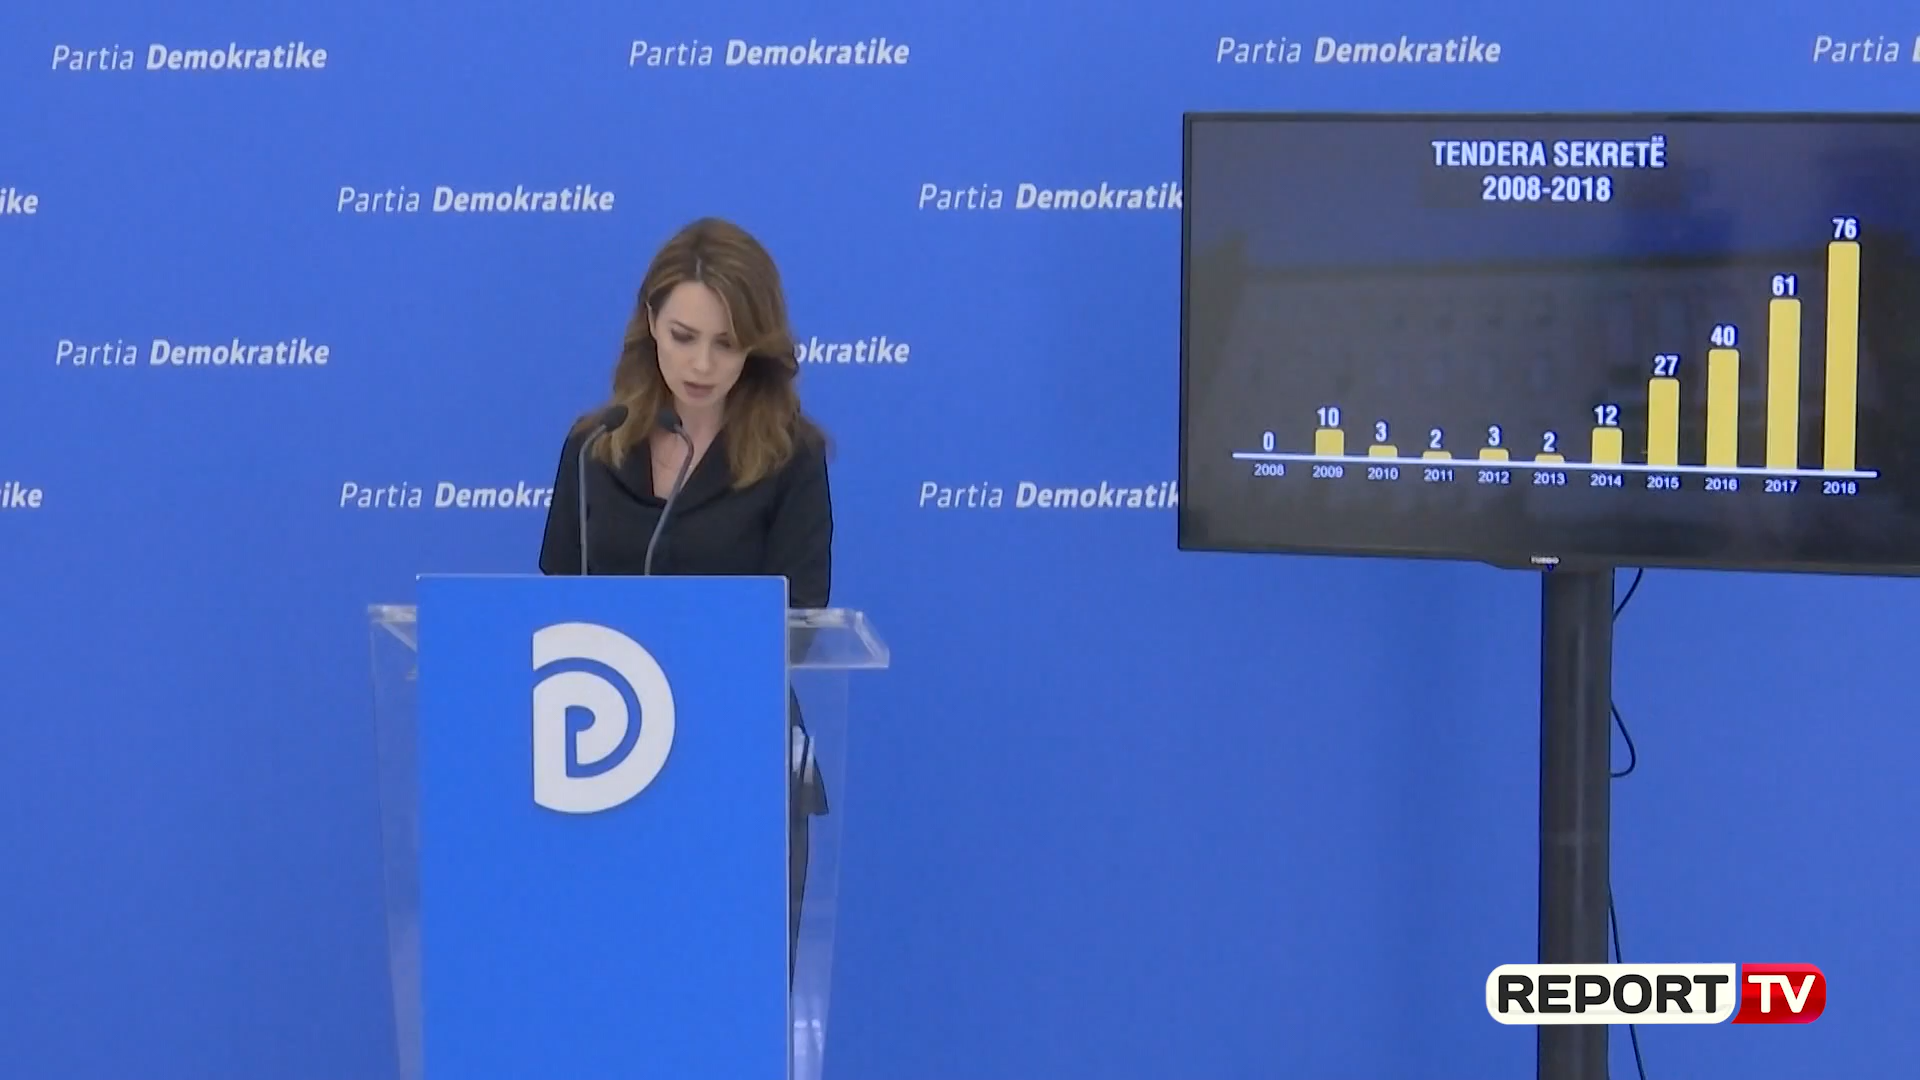 Partia Demokratike
Partia Demokratike
Partia Demokratike
Partia
ike
Partia Demokratike
Partia Demokratik
Partia Demokratike
okratike
ike
Partia Demokra
Partia Demokratik
TENDERA SEKRETË
2008-2018
0 10 3 2 3 2 12 27 40 61 76
2008 2009 2010 2011 2012 2013 2014 2015 2016 2017 2018
REPORT TV